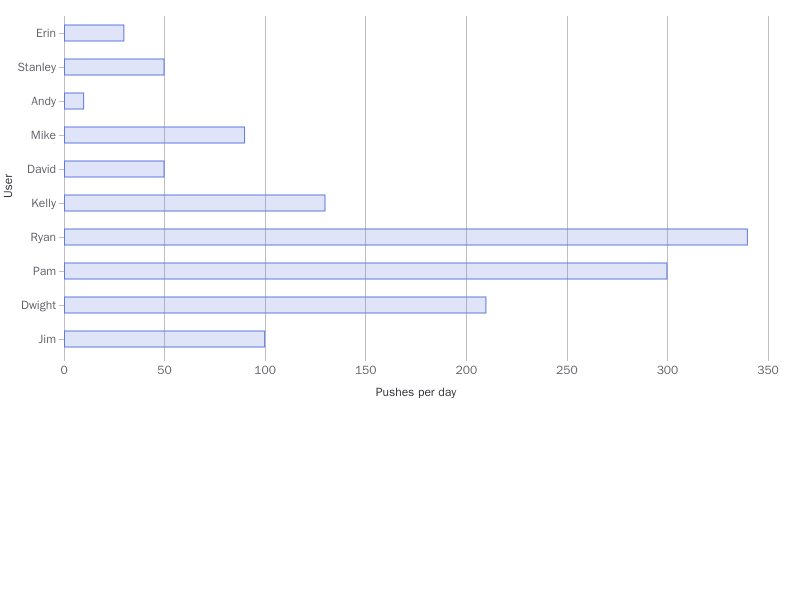 Erin
Stanley
Andy
Mike
David
User
Kelly
Ryan
Pam
Dwight
Jim
0 50 100 150 200 250 300 350
Pushes per day